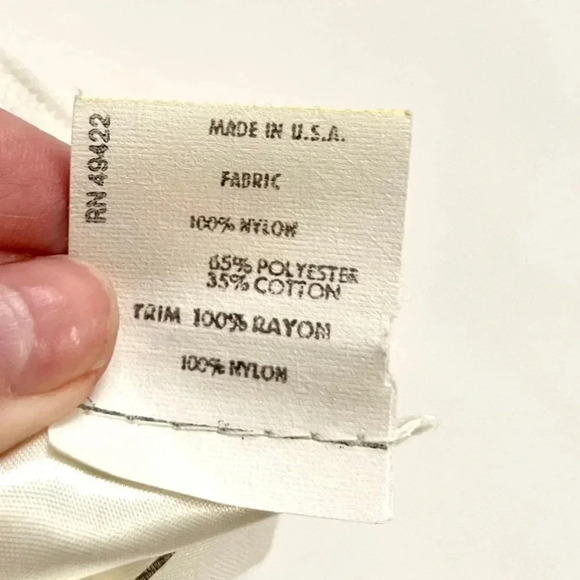 RN 49422
MADE IN U.S.A.
FABRIC
100% NYLON
65% POLYESTER
35% COTTON
TRIM 100% RAYON
100% NYLON